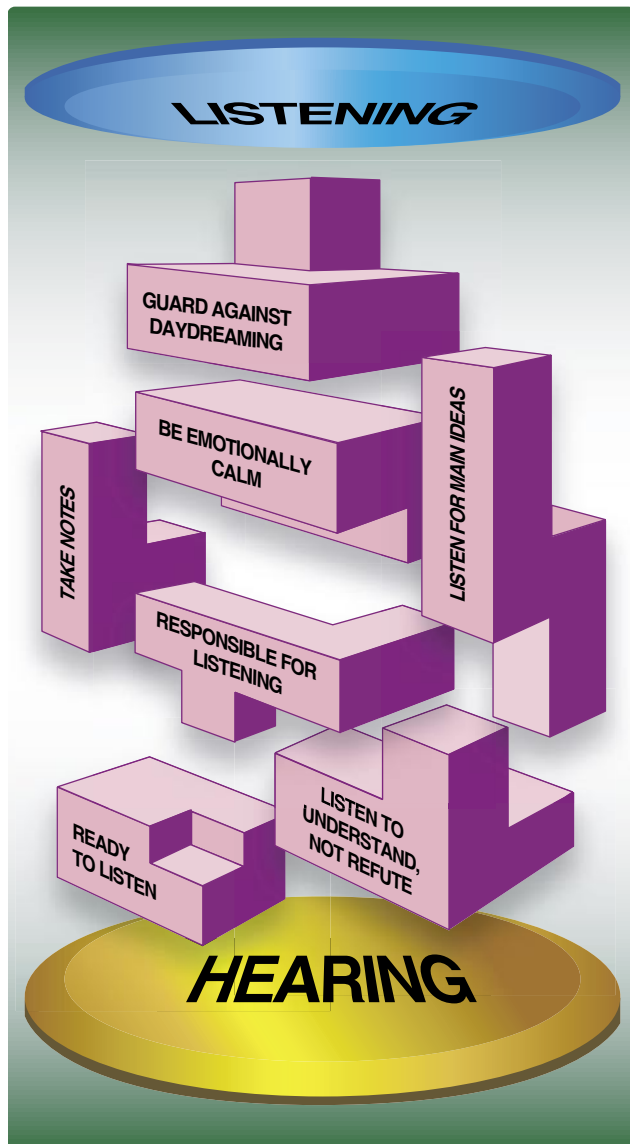 LISTENING
GUARD AGAINST
DAYDREAMING
BE EMOTIONALLY
CALM
LISTEN FOR MAIN IDEAS
TAKE NOTES
RESPONSIBLE FOR
LISTENING
READY
TO LISTEN
LISTEN TO
UNDERSTAND,
NOT REFUTE
HEARING